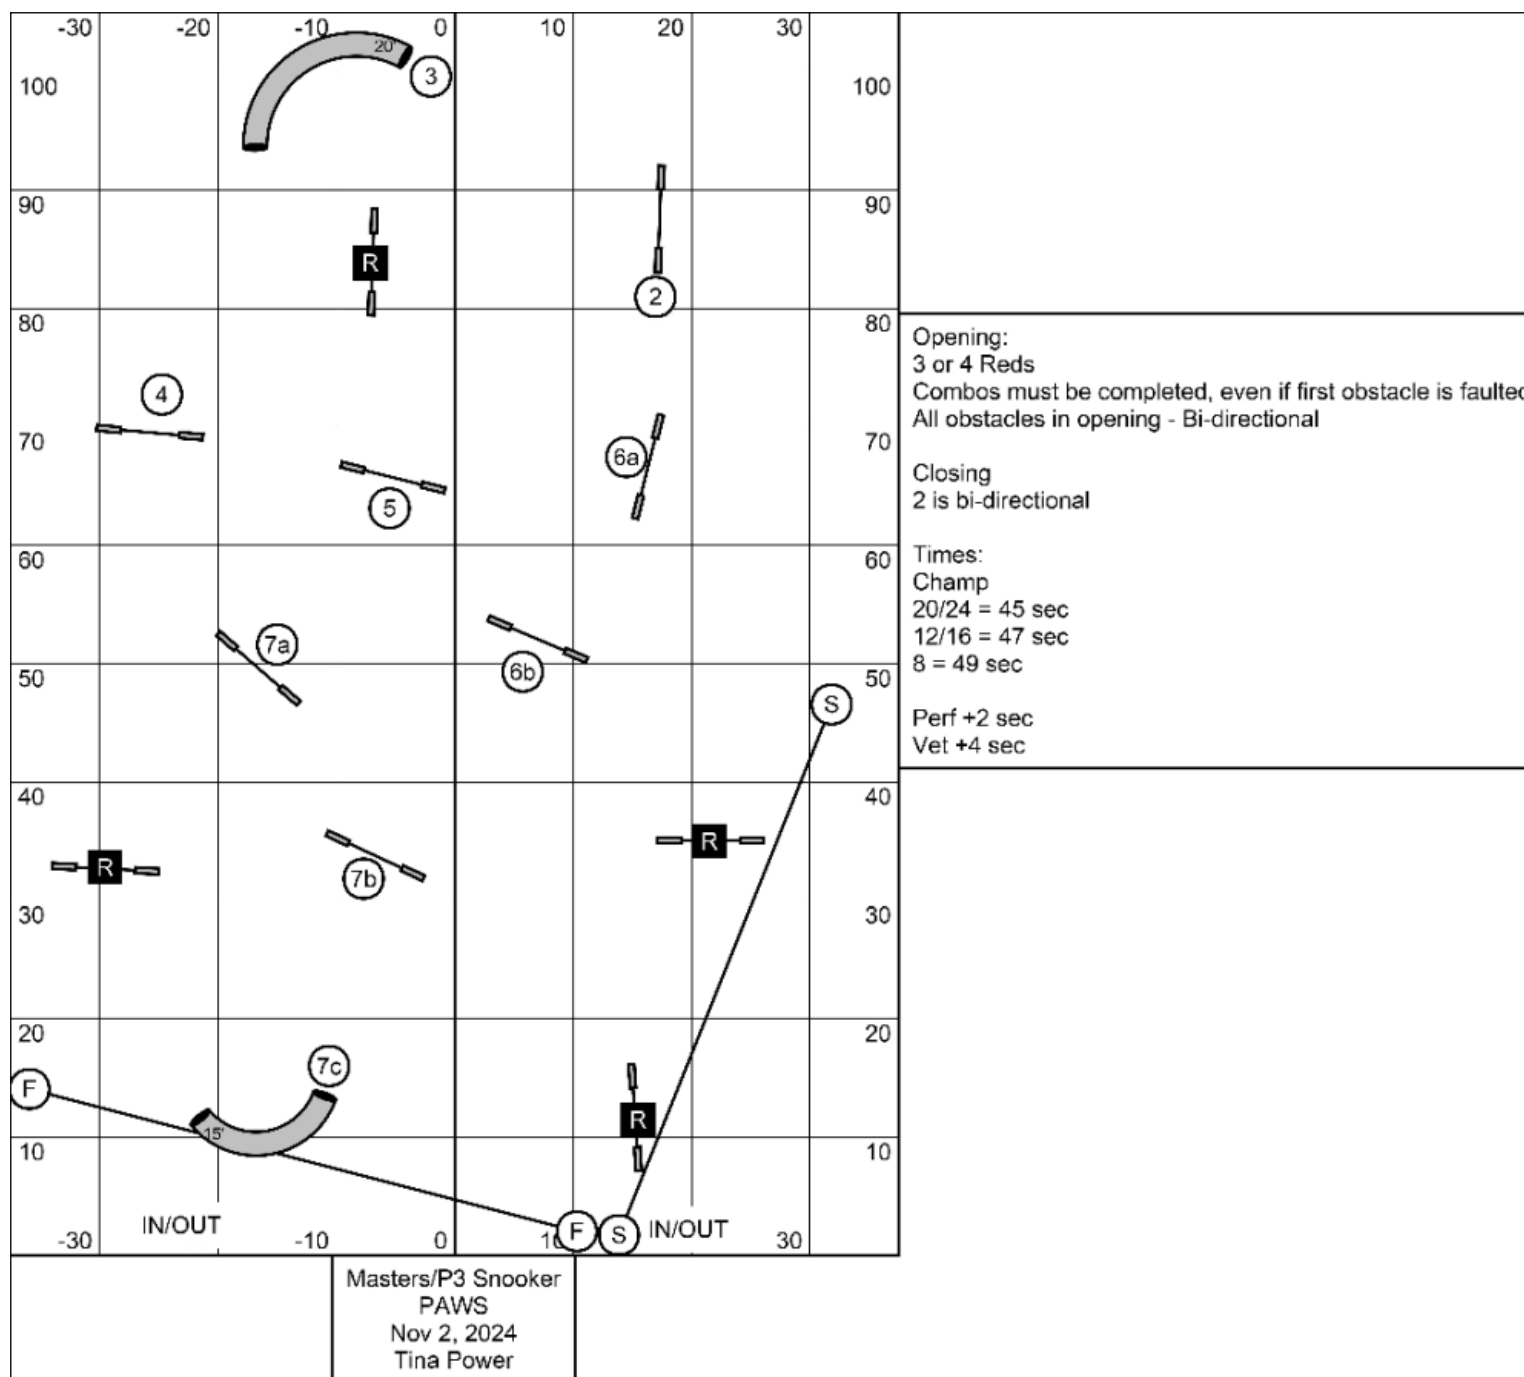 -30 -20 -10 0 10 20 30
20'
3
100 100
90 90
R
2
80 80
4
70 70
6a
5
60 60
7a
6b
50 50
S
40 40
R
R
7b
30 30
20 20
7c
F
R
15'
10 10
IN/OUT
F
S
IN/OUT
-30 -10 0 10 30
Opening:
3 or 4 Reds
Combos must be completed, even if first obstacle is faulted
All obstacles in opening - Bi-directional
Closing
2 is bi-directional
Times:
Champ
20/24 = 45 sec
12/16 = 47 sec
8 = 49 sec
Perf +2 sec
Vet +4 sec
Masters/P3 Snooker
PAWS
Nov 2, 2024
Tina Power